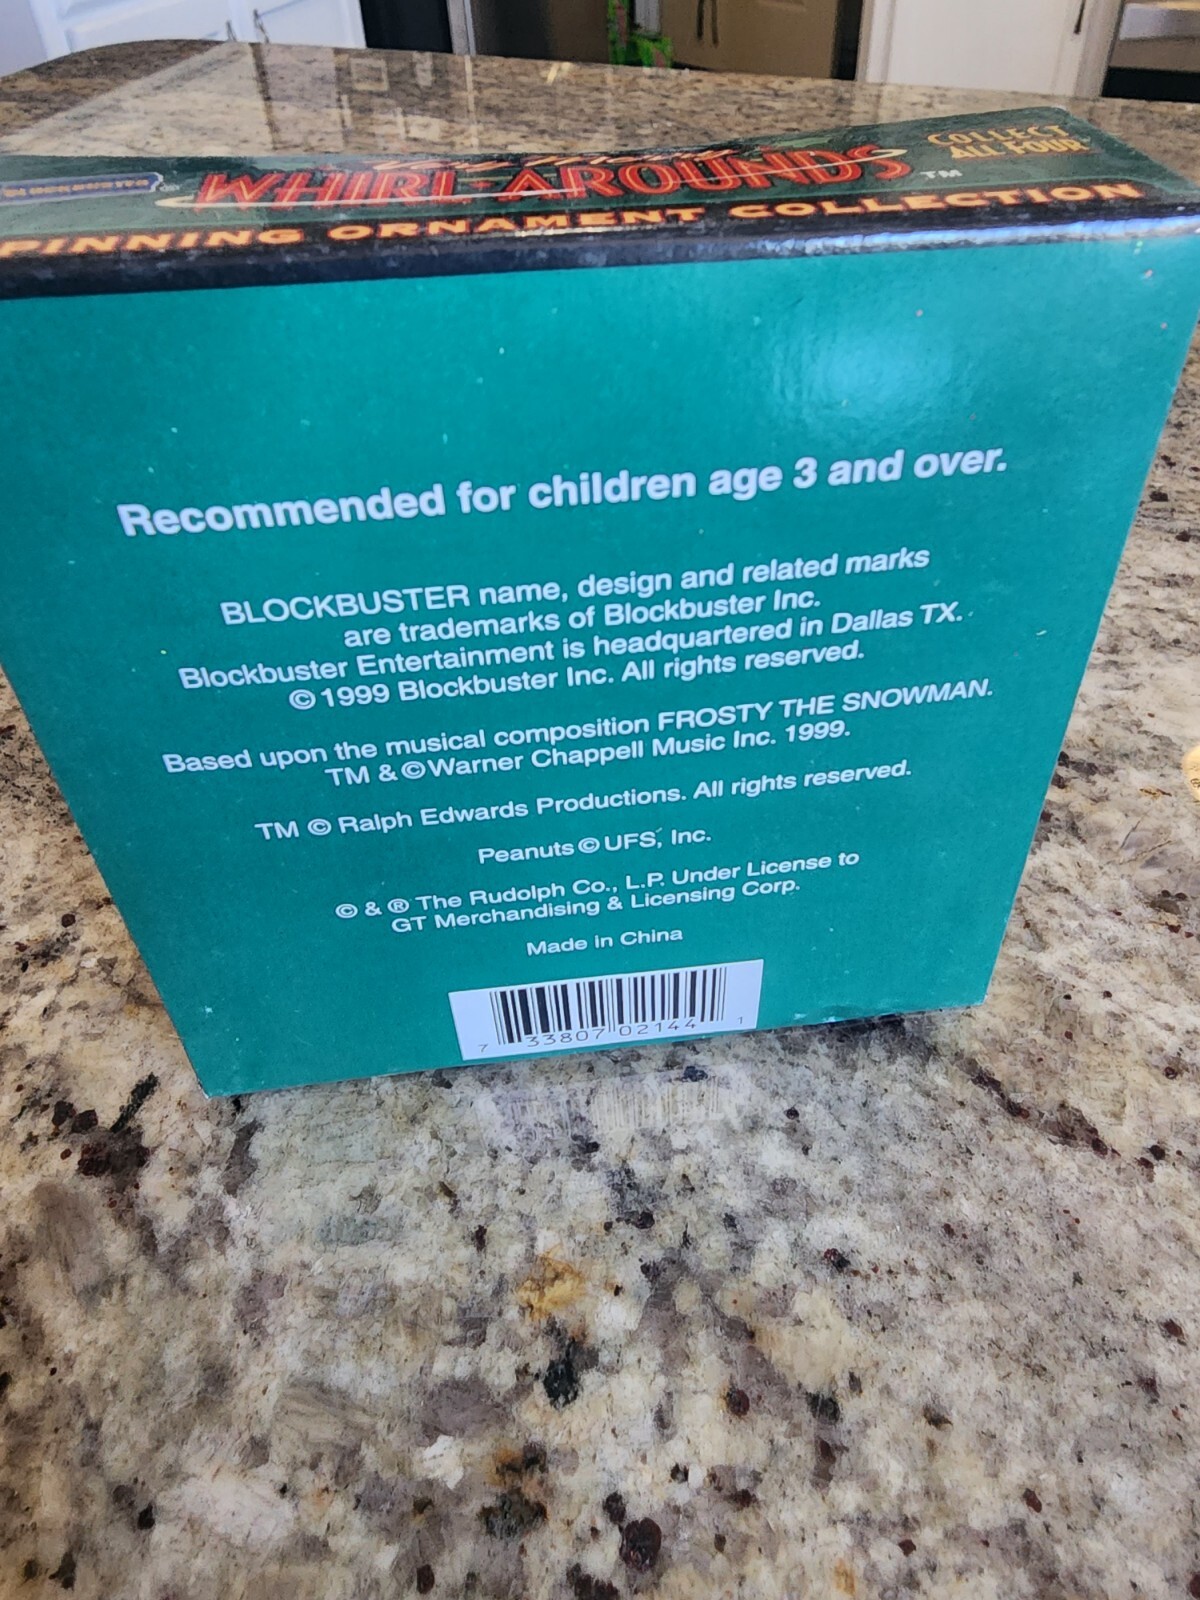 BLOCKBUSTER
WHIRL-AROUNDS™
COLLECT
ALL FOUR
PINNING ORNAMENT COLLECTION
Recommended for children age 3 and over.
BLOCKBUSTER name, design and related marks
are trademarks of Blockbuster Inc.
Blockbuster Entertainment is headquartered in Dallas TX.
© 1999 Blockbuster Inc. All rights reserved.
Based upon the musical composition FROSTY THE SNOWMAN.
TM & © Warner Chappell Music Inc. 1999.
TM © Ralph Edwards Productions. All rights reserved.
Peanuts © UFS, Inc.
© & ® The Rudolph Co., L.P. Under License to
GT Merchandising & Licensing Corp.
Made in China
7 33807 02144 1